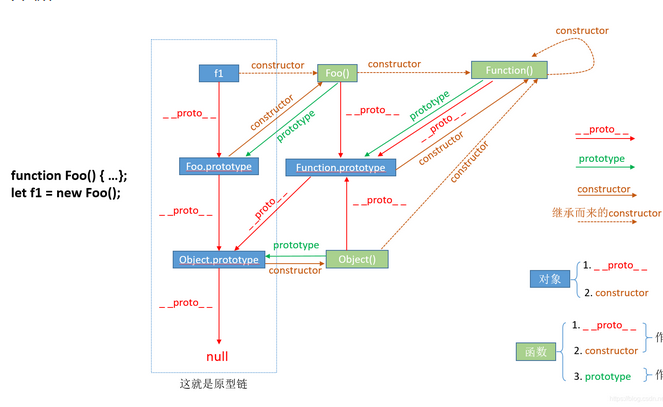 constructor
f1
constructor
Foo()
constructor
Function()
__proto__
constructor
prototype
__proto__
prototype
__proto__
constructor
constructor
Foo.prototype
Function.prototype
function Foo() { ...};
let f1 = new Foo();
__proto__
__proto__
__proto__
Object.prototype
prototype
constructor
Object()
__proto__
null
这就是原型链
__proto__
prototype
constructor
继承而来的constructor
对象
1. __proto__
2. constructor
函数
1. __proto__
2. constructor
3. prototype
作
作